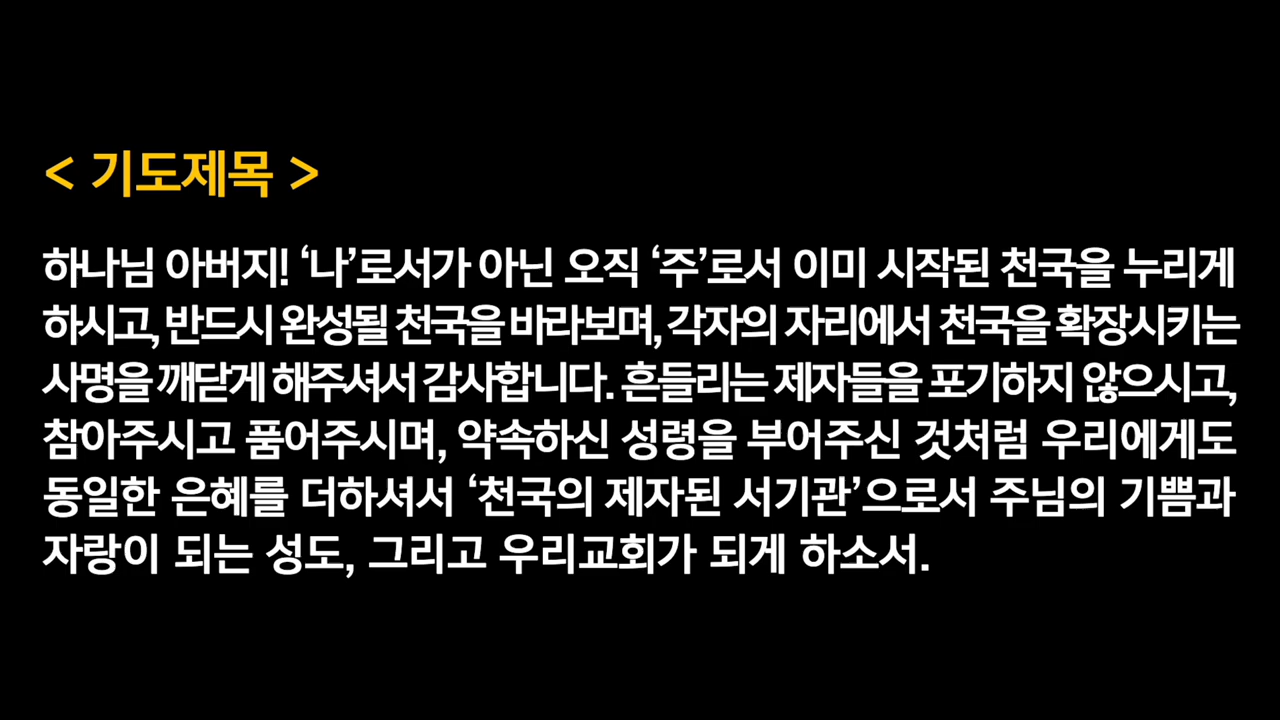 < 기도제목 >
하나님 아버지! ‘나’로서가 아닌 오직 ‘주’로서 이미 시작된 천국을 누리게
하시고, 반드시 완성될 천국을 바라보며, 각자의 자리에서 천국을 확장시키는
사명을 깨닫게 해주셔서 감사합니다. 흔들리는 제자들을 포기하지 않으시고,
참아주시고 품어주시며, 약속하신 성령을 부어주신 것처럼 우리에게도
동일한 은혜를 더하셔서 ‘천국의 제자된 서기관’으로서 주님의 기쁨과
자랑이 되는 성도, 그리고 우리교회가 되게 하소서.